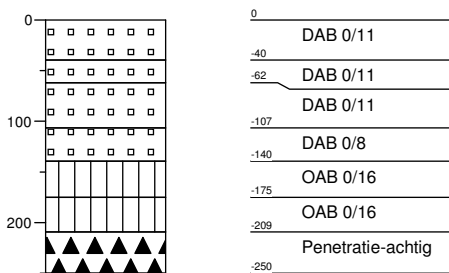 0
0
DAB 0/11
-40
-62
DAB 0/11
DAB 0/11
100
-107
DAB 0/8
-140
OAB 0/16
-175
OAB 0/16
200
-209
Penetratie-achtig
-250